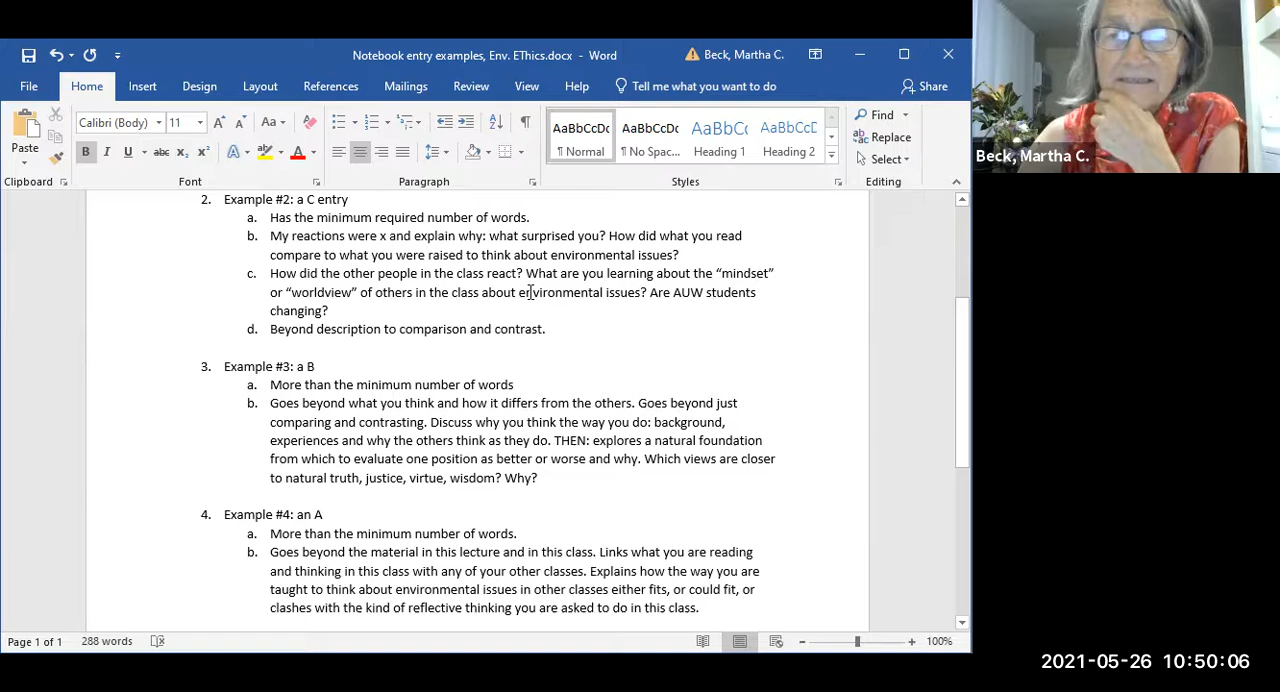 Notebook entry examples, Env. EThics.docx - Word
Beck, Martha C.
File Home Insert Design Layout References Mailings Review View Help Tell me what you want to do Share
Paste
Clipboard
Calibri (Body) 11
Aa
B I U abc x₂ x² A A
Font
Paragraph
AaBbCcDc AaBbCcDc AaBbCc AaBbCcD
¶ Normal ¶ No Spac... Heading 1 Heading 2
Styles
Find
Replace
Select
Editing
Beck, Martha C.
2. Example #2: a C entry
a. Has the minimum required number of words.
b. My reactions were x and explain why: what surprised you? How did what you read
compare to what you were raised to think about environmental issues?
c. How did the other people in the class react? What are you learning about the “mindset”
or “worldview” of others in the class about environmental issues? Are AUW students
changing?
d. Beyond description to comparison and contrast.
3. Example #3: a B
a. More than the minimum number of words
b. Goes beyond what you think and how it differs from the others. Goes beyond just
comparing and contrasting. Discuss why you think the way you do: background,
experiences and why the others think as they do. THEN: explores a natural foundation
from which to evaluate one position as better or worse and why. Which views are closer
to natural truth, justice, virtue, wisdom? Why?
4. Example #4: an A
a. More than the minimum number of words.
b. Goes beyond the material in this lecture and in this class. Links what you are reading
and thinking in this class with any of your other classes. Explains how the way you are
taught to think about environmental issues in other classes either fits, or could fit, or
clashes with the kind of reflective thinking you are asked to do in this class.
Page 1 of 1 288 words 100%
2021-05-26 10:50:06